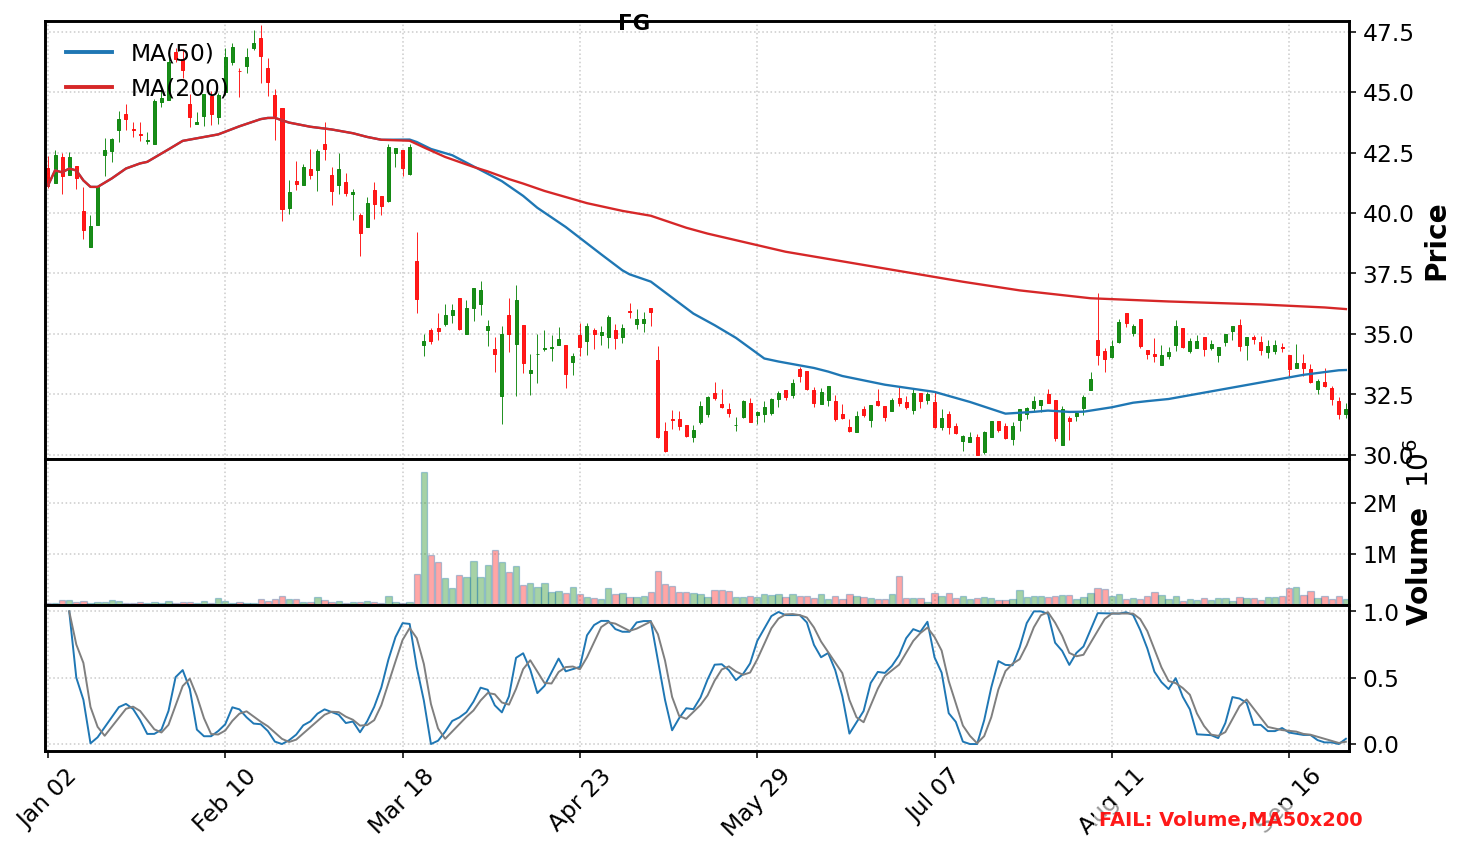 FG
MA(50)
MA(200)
47.5
45.0
42.5
40.0
37.5
35.0
32.5
30.0
Price
2M
1M
Volume 10^6
1.0
0.5
0.0
Jan 02
Feb 10
Mar 18
Apr 23
May 29
Jul 07
Aug 11
Sep 16
FAIL: Volume,MA50x200